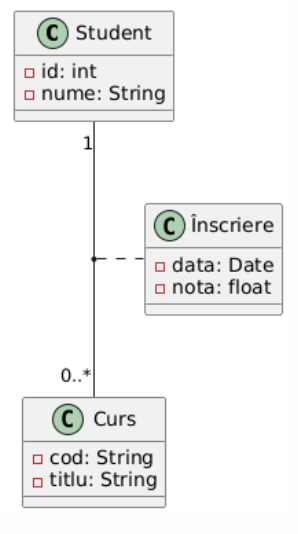 C Student
id: int
nume: String
1
C Înscriere
data: Date
nota: float
0..*
C Curs
cod: String
titlu: String